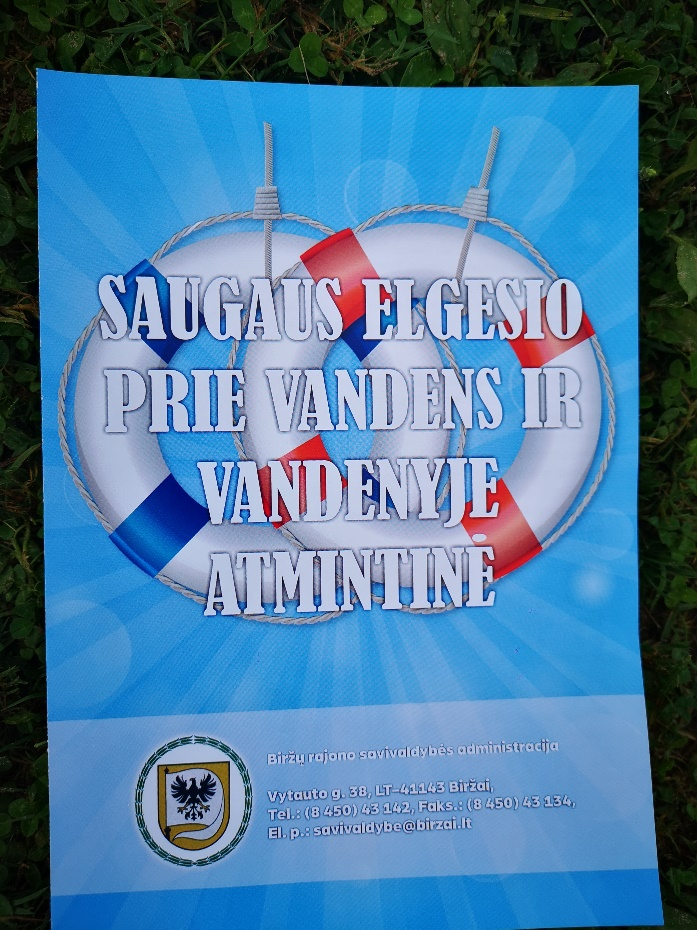 SAUGAUS ELGESIO
PRIE VANDENS IR
VANDENYJE
ATMINTINĖ
Biržų rajono savivaldybės administracija
Vytauto g. 38, LT-41143 Biržai,
Tel.: (8 450) 43 142, Faks.: (8 450) 43 134,
El. p.: savivaldybe@birzai.lt